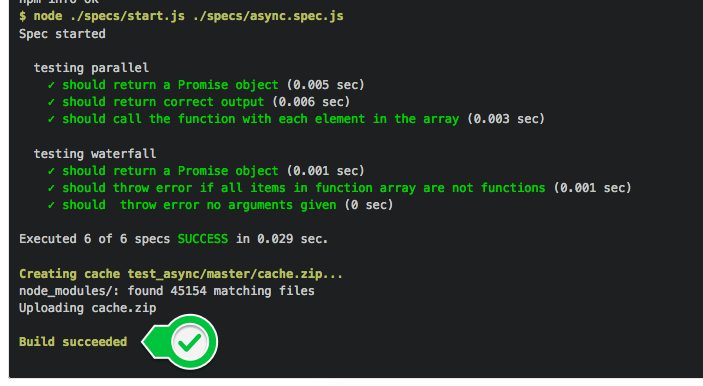 npm info ok
$ node ./specs/start.js ./specs/async.spec.js
Spec started
testing parallel
✓ should return a Promise object (0.005 sec)
✓ should return correct output (0.006 sec)
✓ should call the function with each element in the array (0.003 sec)
testing waterfall
✓ should return a Promise object (0.001 sec)
✓ should throw error if all items in function array are not functions (0.001 sec)
✓ should  throw error no arguments given (0 sec)
Executed 6 of 6 specs SUCCESS in 0.029 sec.
Creating cache test_async/master/cache.zip...
node_modules/: found 45154 matching files
Uploading cache.zip
Build succeeded